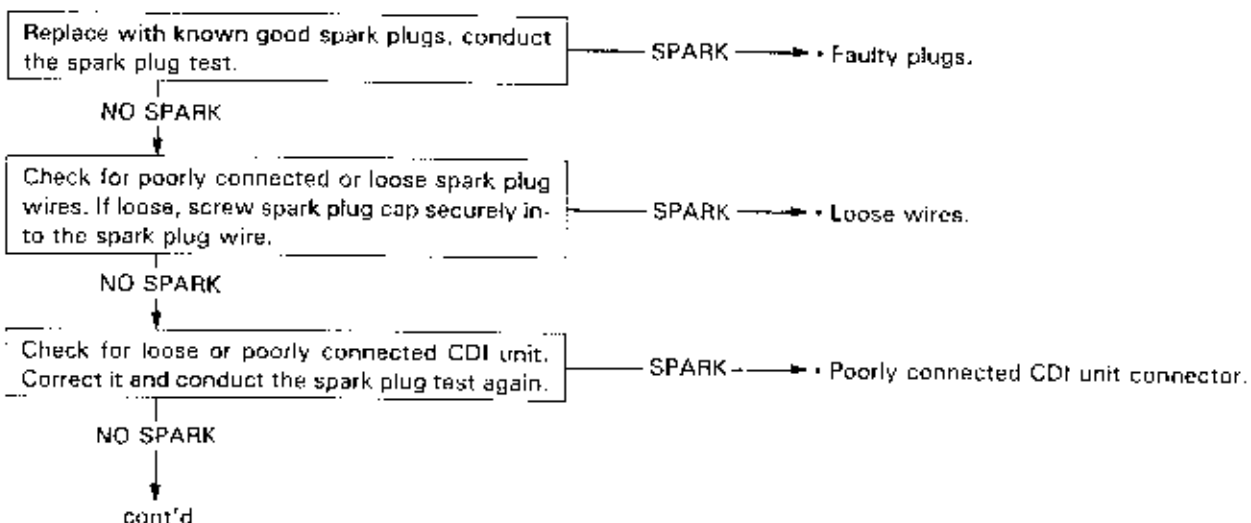 Replace with known good spark plugs, conduct
the spark plug test.
SPARK
• Faulty plugs.
NO SPARK
Check for poorly connected or loose spark plug
wires. If loose, screw spark plug cap securely in-
to the spark plug wire.
SPARK
• Loose wires.
NO SPARK
Check for loose or poorly connected CDI unit.
Correct it and conduct the spark plug test again.
SPARK
• Poorly connected CDI unit connector.
NO SPARK
cont'd